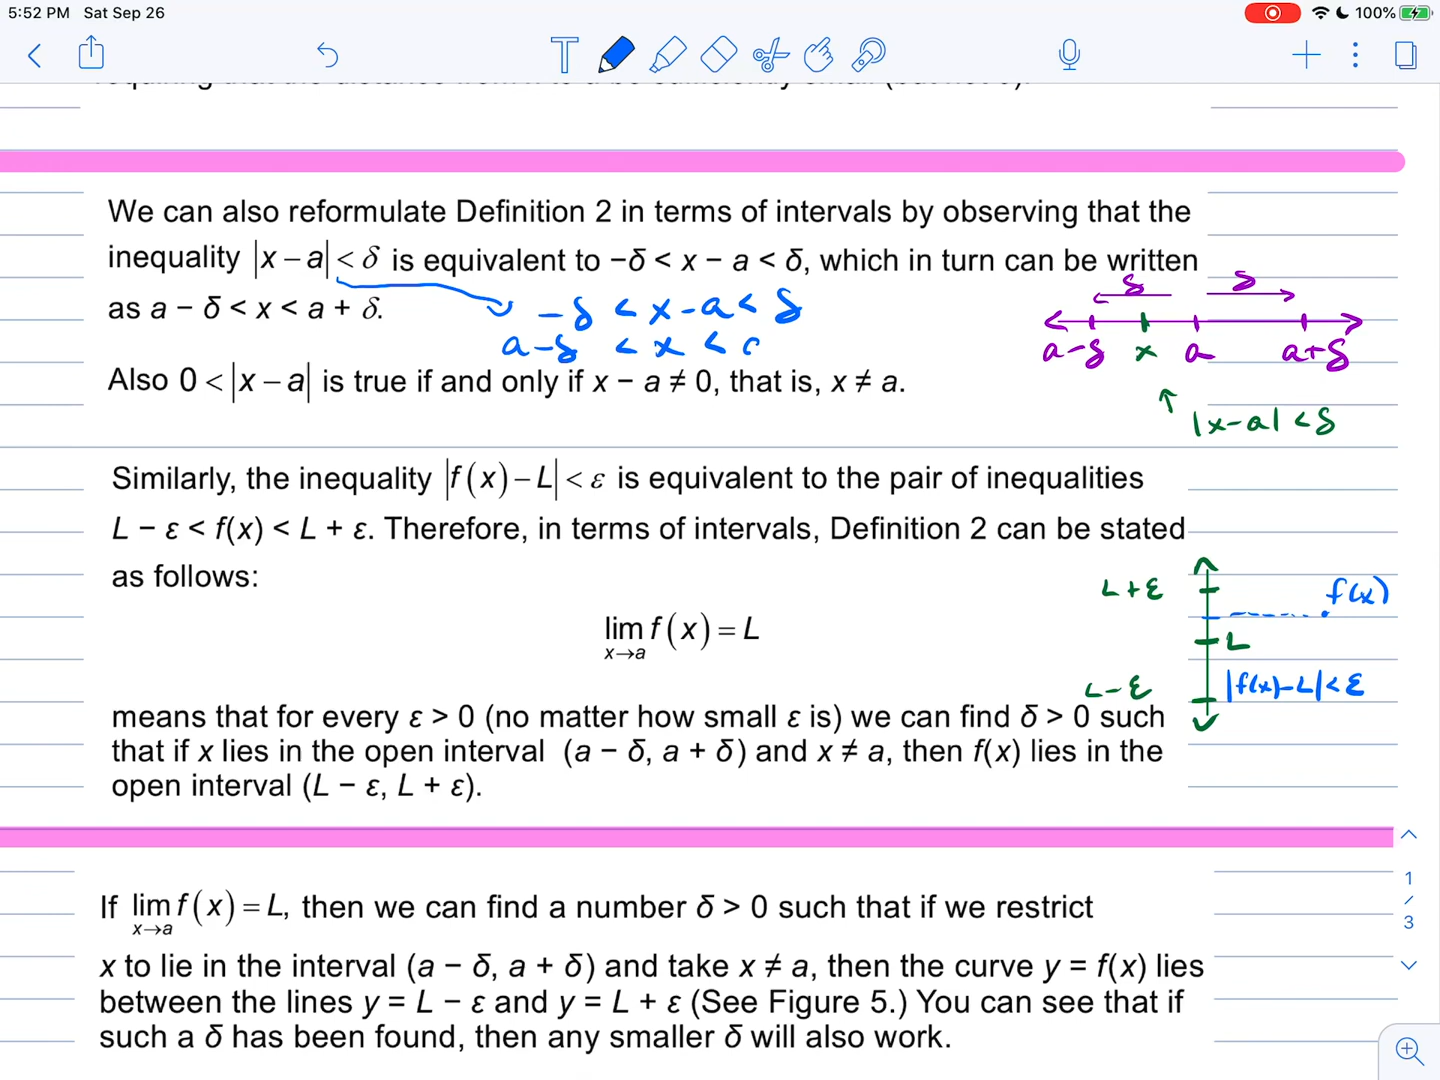 5:52 PM Sat Sep 26
100%
We can also reformulate Definition 2 in terms of intervals by observing that the
inequality |x − a| < δ is equivalent to −δ < x − a < δ, which in turn can be written
as a − δ < x < a + δ.
−δ < x − a < δ
a − δ < x < a
δ δ
a−δ x a a+δ
|x−a| < δ
Also 0 < |x − a| is true if and only if x − a ≠ 0, that is, x ≠ a.
Similarly, the inequality |f(x) − L| < ε is equivalent to the pair of inequalities
L − ε < f(x) < L + ε. Therefore, in terms of intervals, Definition 2 can be stated
as follows:
L+ε
f(x)
L
L−ε
|f(x)−L|<ε
lim f(x) = L
x→a
means that for every ε > 0 (no matter how small ε is) we can find δ > 0 such
that if x lies in the open interval (a − δ, a + δ) and x ≠ a, then f(x) lies in the
open interval (L − ε, L + ε).
If lim f(x) = L, then we can find a number δ > 0 such that if we restrict
x→a
x to lie in the interval (a − δ, a + δ) and take x ≠ a, then the curve y = f(x) lies
between the lines y = L − ε and y = L + ε (See Figure 5.) You can see that if
such a δ has been found, then any smaller δ will also work.
1
/
3